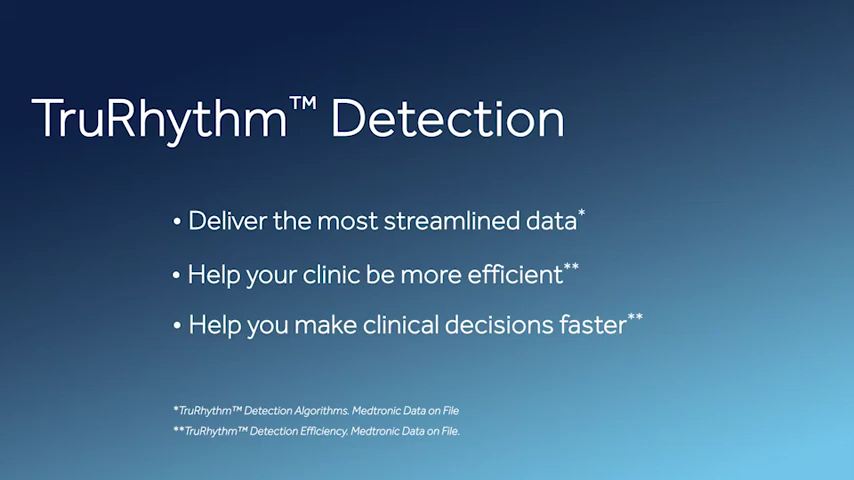 TruRhythm™ Detection
• Deliver the most streamlined data*
• Help your clinic be more efficient**
• Help you make clinical decisions faster**
*TruRhythm™ Detection Algorithms. Medtronic Data on File
**TruRhythm™ Detection Efficiency. Medtronic Data on File.